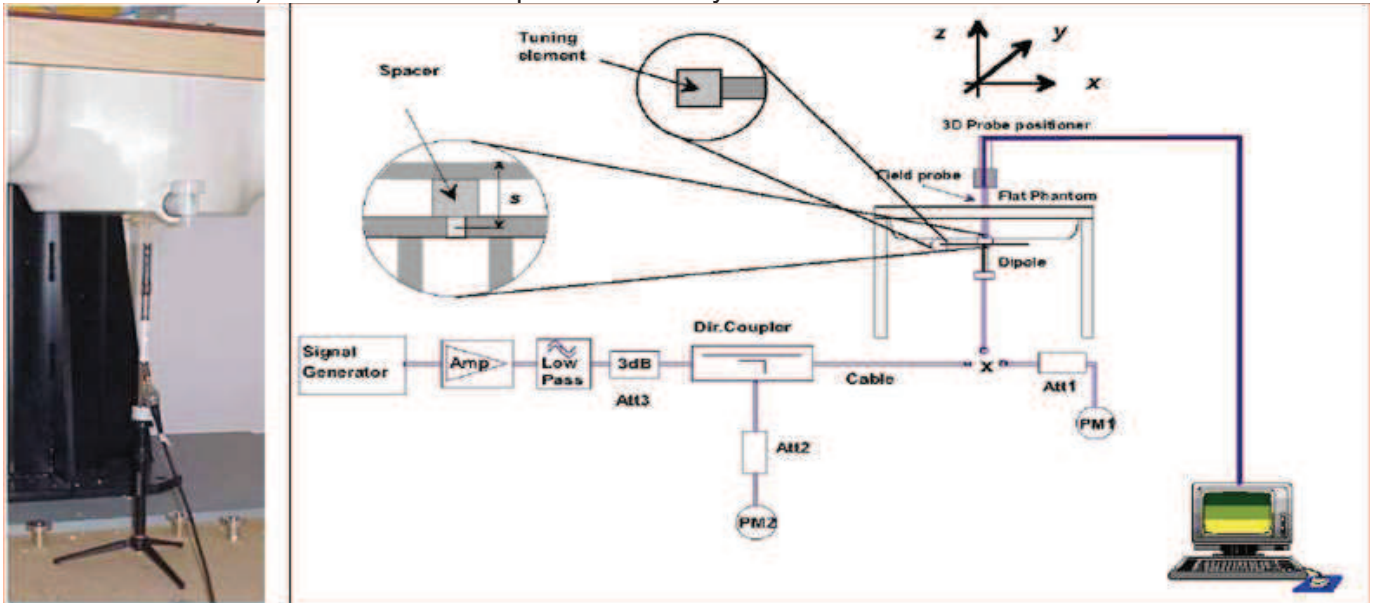 Tuning
element
Spacer
z
y
x
3D Probe positioner
Field probe
Flat Phantom
s
Dipole
Dir.Coupler
Signal
Generator
Amp
Low
Pass
3dB
Att3
Cable
x
Att1
PM1
Att2
PM2